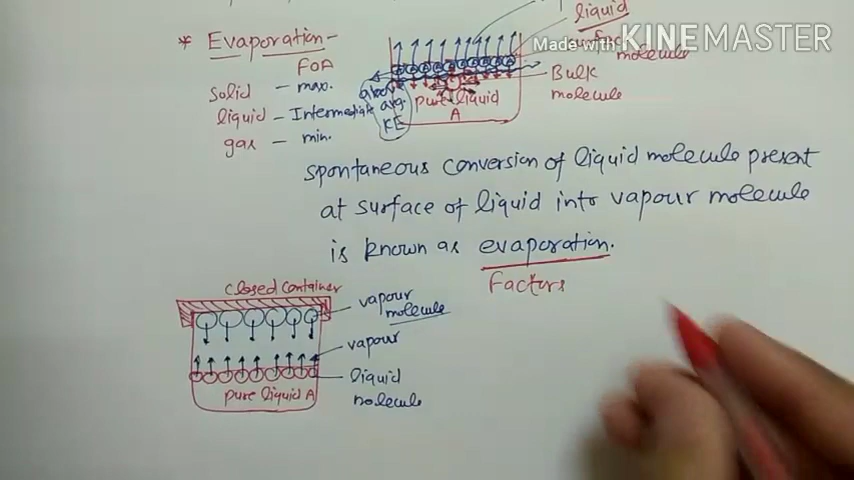 * Evaporation-
FOA
solid - max.
liquid - Intermediate
gas - min.
liquid
surface
molecule
Bulk
molecule
above
avg.
KE
pure liquid
A
Made with KINEMASTER
spontaneous conversion of liquid molecule present
at surface of liquid into vapour molecule
is known as evaporation.
Factors
closed container
vapour
molecule
vapour
liquid
molecule
pure liquid A